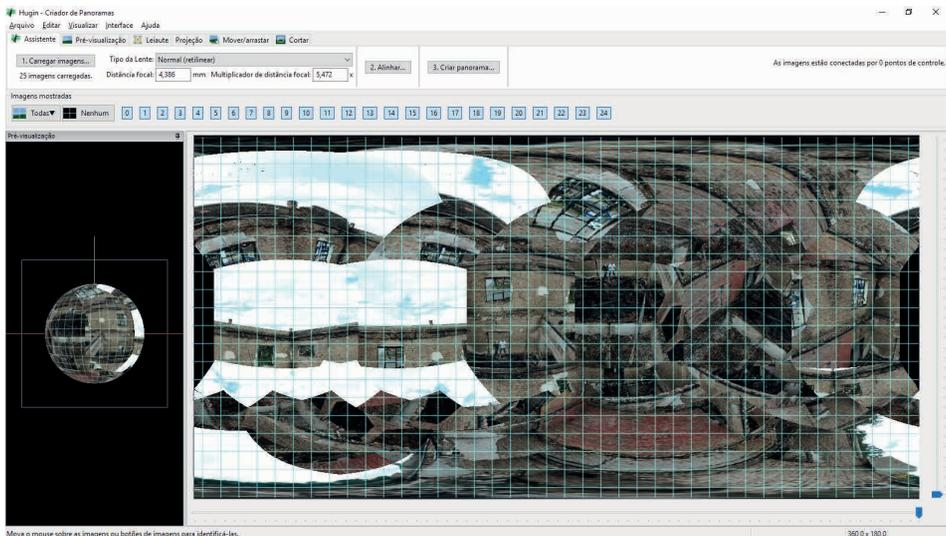 Hugin - Criador de Panoramas
Arquivo Editar Visualizar Interface Ajuda
Assistente Pré-visualização Leiaute Projeção Mover/arrastar Cortar
1. Carregar imagens... Tipo da Lente: Normal (retilinear) 2. Alinhar... 3. Criar panorama... As imagens estão conectadas por 0 pontos de controle.
25 imagens carregadas. Distância focal: 4,386 mm Multiplicador de distância focal: 5,472 x
Imagens mostradas
Todas Nenhum 0 1 2 3 4 5 6 7 8 9 10 11 12 13 14 15 16 17 18 19 20 21 22 23 24
Pré-visualização
Mova o mouse sobre as imagens ou botões de imagens para identificá-las. 360.0 x 180.0